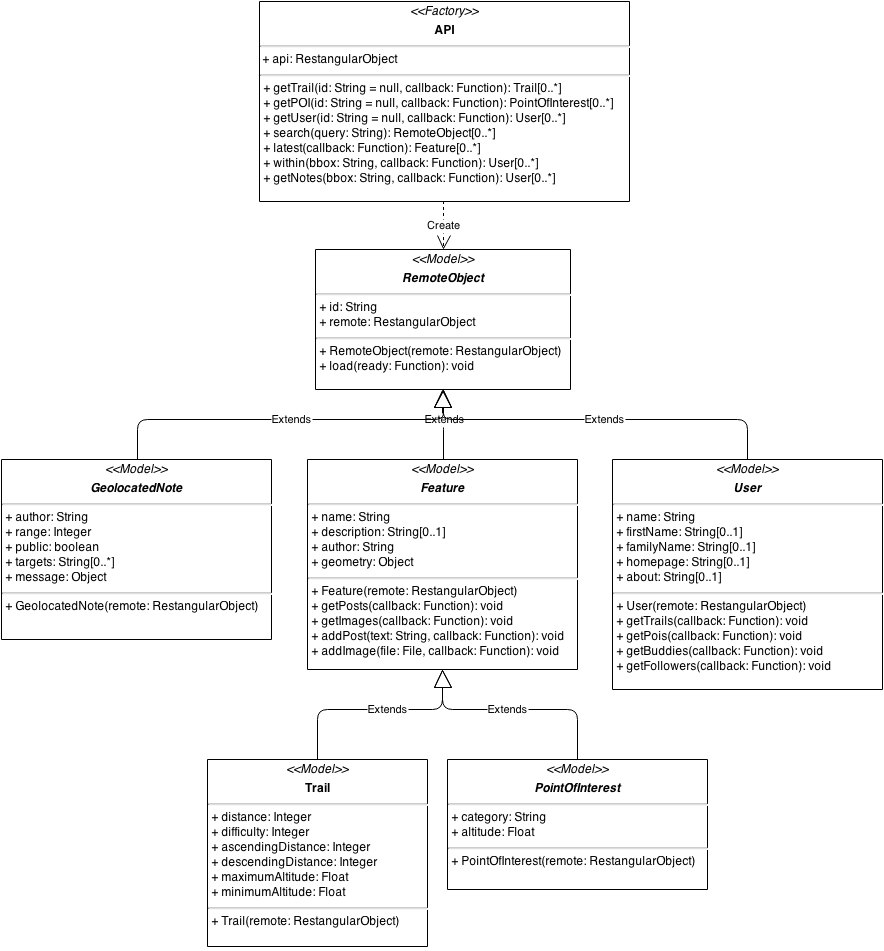 <<Factory>>
API
+ api: RestangularObject
+ getTrail(id: String = null, callback: Function): Trail[0..*]
+ getPOI(id: String = null, callback: Function): PointOfInterest[0..*]
+ getUser(id: String = null, callback: Function): User[0..*]
+ search(query: String): RemoteObject[0..*]
+ latest(callback: Function): Feature[0..*]
+ within(bbox: String, callback: Function): User[0..*]
+ getNotes(bbox: String, callback: Function): User[0..*]
Create
<<Model>>
RemoteObject
+ id: String
+ remote: RestangularObject
+ RemoteObject(remote: RestangularObject)
+ load(ready: Function): void
Extends
Extends
Extends
<<Model>>
GeolocatedNote
+ author: String
+ range: Integer
+ public: boolean
+ targets: String[0..*]
+ message: Object
+ GeolocatedNote(remote: RestangularObject)
<<Model>>
Feature
+ name: String
+ description: String[0..1]
+ author: String
+ geometry: Object
+ Feature(remote: RestangularObject)
+ getPosts(callback: Function): void
+ getImages(callback: Function): void
+ addPost(text: String, callback: Function): void
+ addImage(file: File, callback: Function): void
<<Model>>
User
+ name: String
+ firstName: String[0..1]
+ familyName: String[0..1]
+ homepage: String[0..1]
+ about: String[0..1]
+ User(remote: RestangularObject)
+ getTrails(callback: Function): void
+ getPois(callback: Function): void
+ getBuddies(callback: Function): void
+ getFollowers(callback: Function): void
Extends
Extends
<<Model>>
Trail
+ distance: Integer
+ difficulty: Integer
+ ascendingDistance: Integer
+ descendingDistance: Integer
+ maximumAltitude: Float
+ minimumAltitude: Float
+ Trail(remote: RestangularObject)
<<Model>>
PointOfInterest
+ category: String
+ altitude: Float
+ PointOfInterest(remote: RestangularObject)